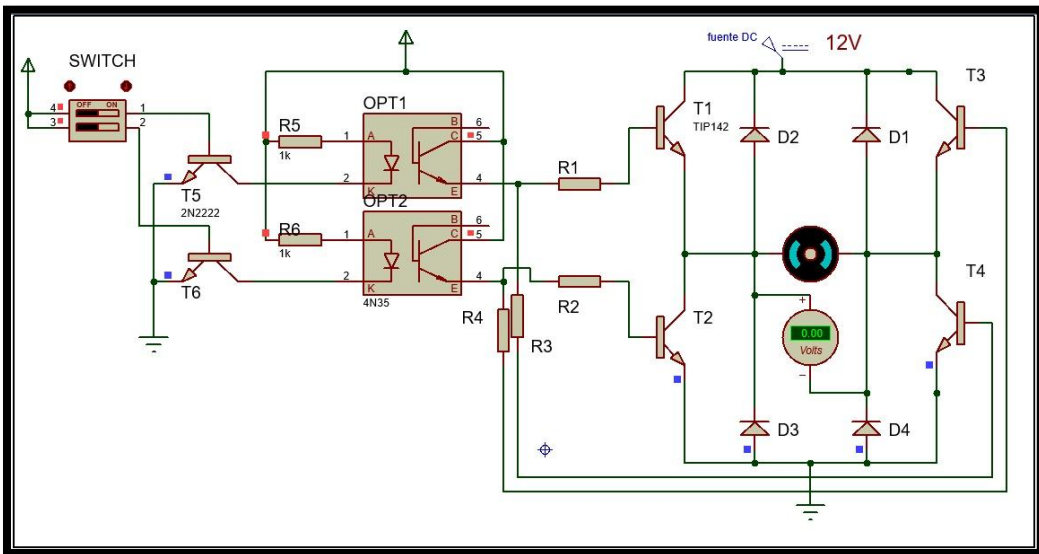 fuente DC
12V
SWITCH
OFF ON
4
3
1
2
T5
2N2222
T6
OPT1
R5
1k
1
2
A
K
B
C
E
6
5
4
OPT2
R6
1k
1
2
A
K
B
C
E
6
5
4
4N35
R1
R2
R4
R3
T1
TIP142
T2
D2
D1
T3
T4
+
0.00
Volts
–
D3
D4